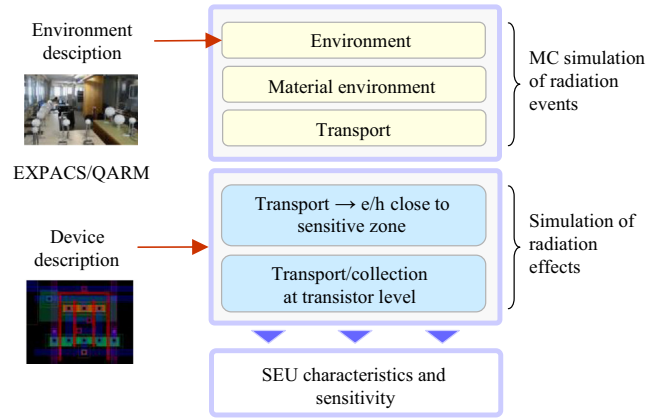 Environment
desciption
EXPACS/QARM
Device
description
Environment
Material environment
Transport
MC simulation
of radiation
events
Transport → e/h close to
sensitive zone
Transport/collection
at transistor level
Simulation of
radiation
effects
SEU characteristics and
sensitivity